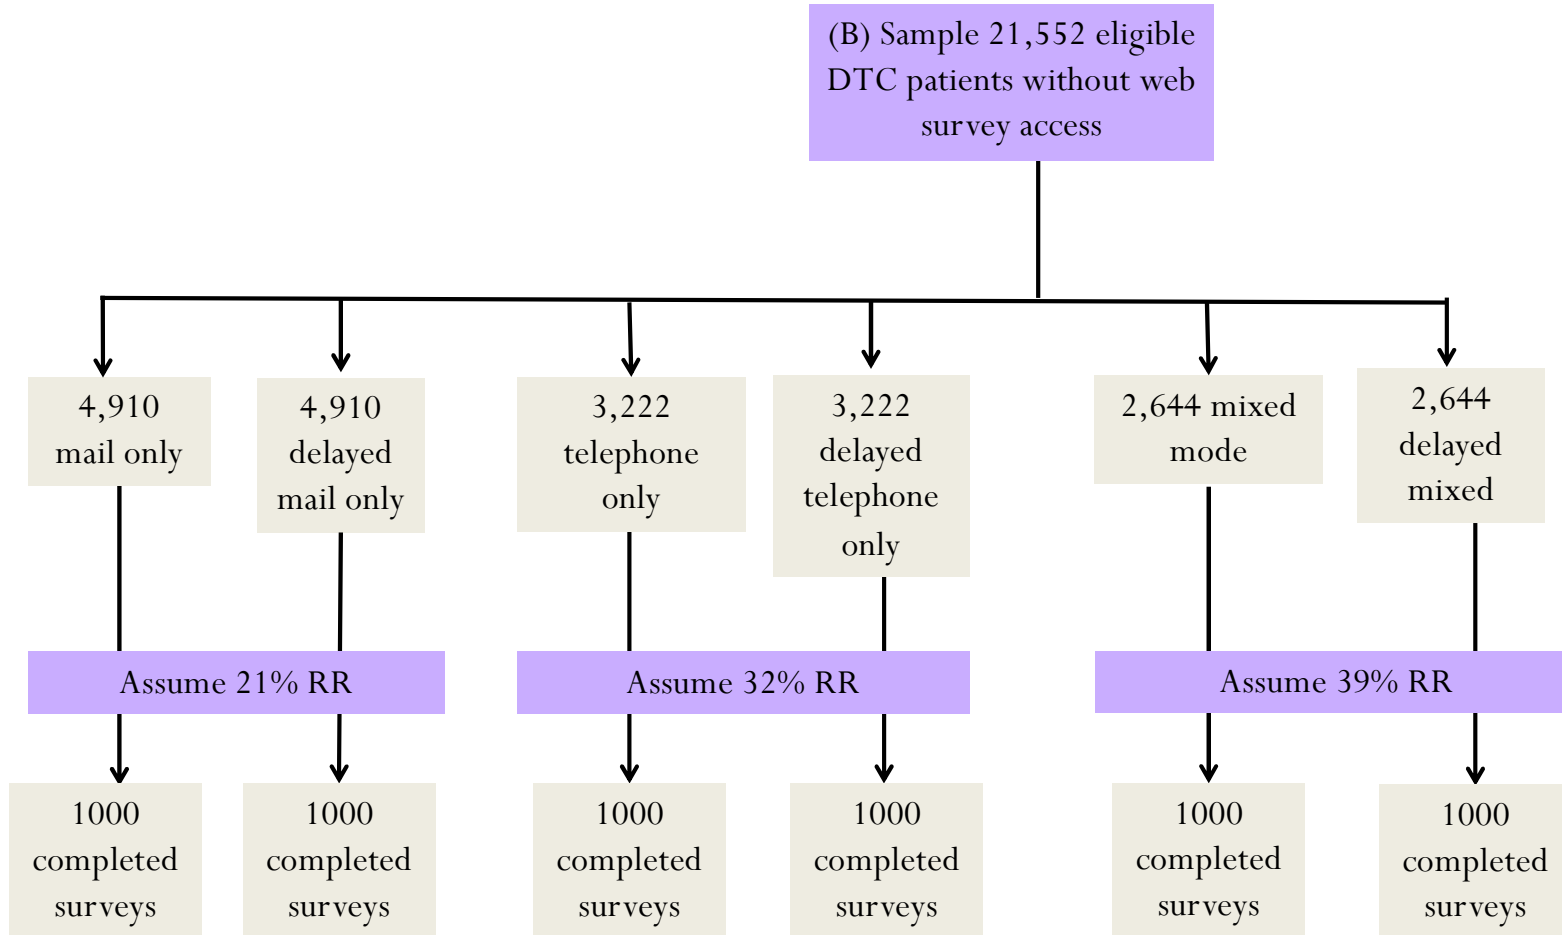 (B) Sample 21,552 eligible
DTC patients without web
survey access
4,910
mail only
4,910
delayed
mail only
3,222
telephone
only
3,222
delayed
telephone
only
2,644 mixed
mode
2,644
delayed
mixed
Assume 21% RR
Assume 32% RR
Assume 39% RR
1000
completed
surveys
1000
completed
surveys
1000
completed
surveys
1000
completed
surveys
1000
completed
surveys
1000
completed
surveys